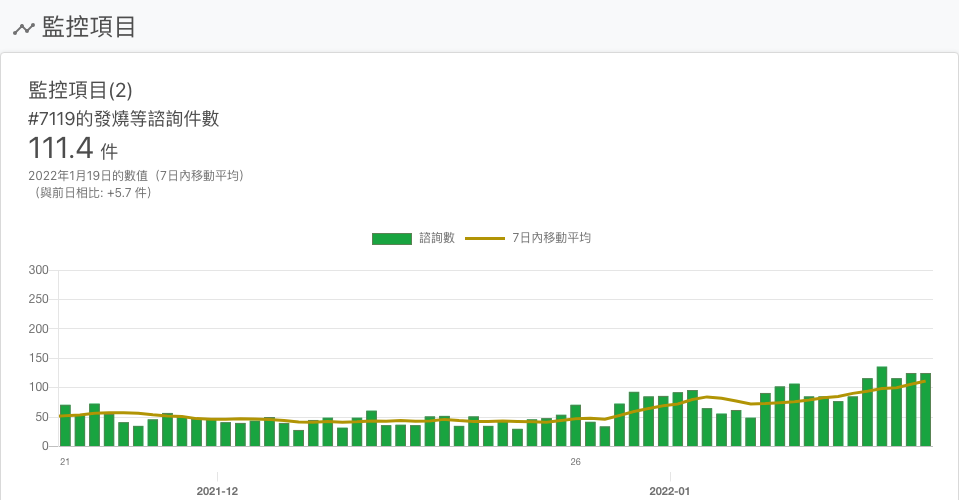 監控項目
監控項目(2)
#7119的發燒等諮詢件數
111.4 件
2022年1月19日的數值（7日內移動平均）
（與前日相比: +5.7 件）
諮詢數 7日內移動平均
300
250
200
150
100
50
0
21 26
2021-12 2022-01